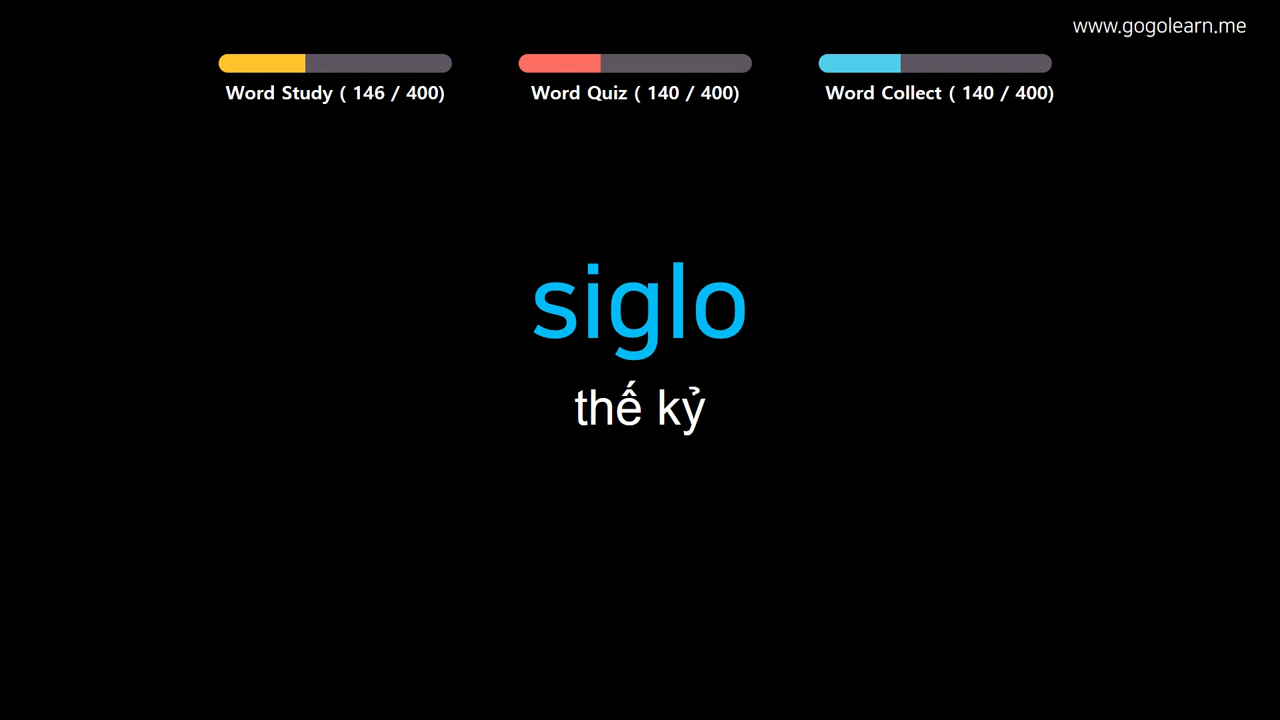 www.gogolearn.me
Word Study ( 146 / 400)
Word Quiz ( 140 / 400)
Word Collect ( 140 / 400)
siglo
thế kỷ